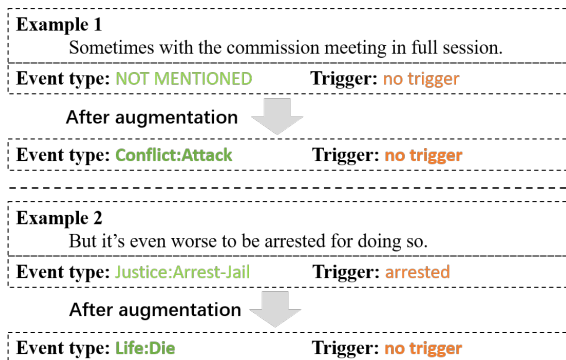 Example 1
Sometimes with the commission meeting in full session.
Event type: NOT MENTIONED Trigger: no trigger
After augmentation
Event type: Conflict:Attack Trigger: no trigger
Example 2
But it's even worse to be arrested for doing so.
Event type: Justice:Arrest-Jail Trigger: arrested
After augmentation
Event type: Life:Die Trigger: no trigger